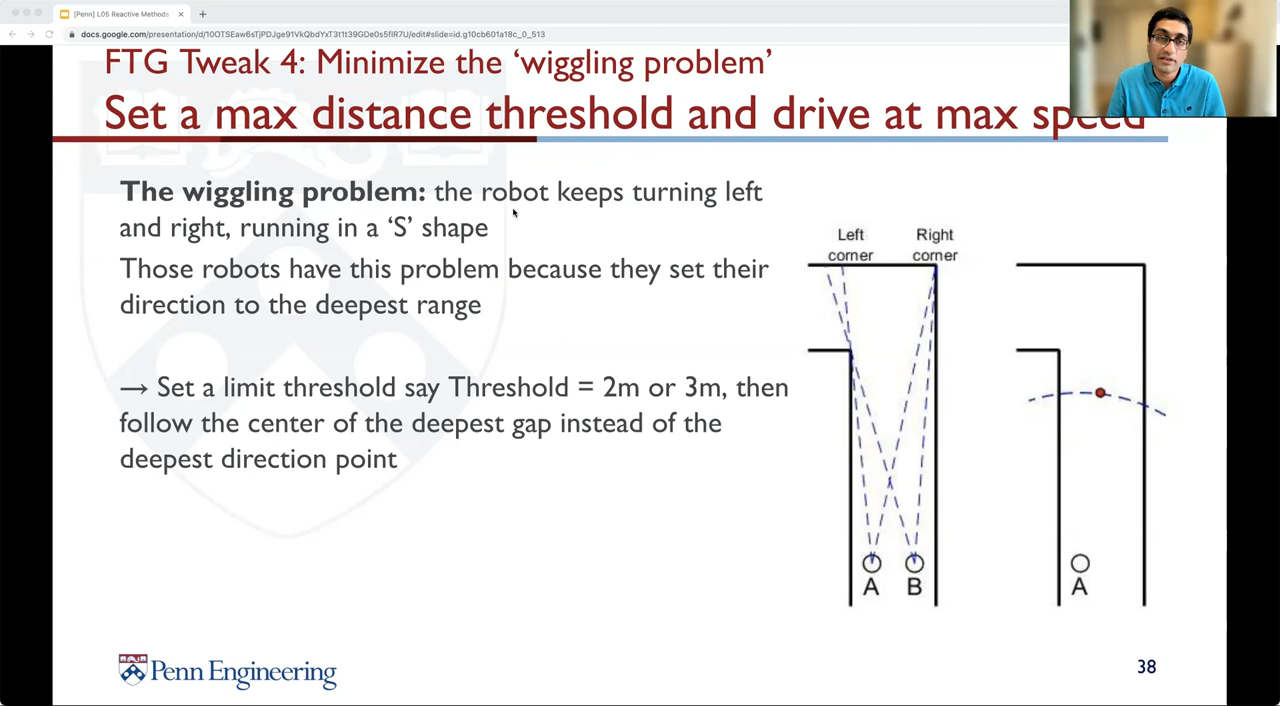 [Penn] L05 Reactive Methods
docs.google.com/presentation/d/10OTSEaw6sTjPDJge91VkQbdYxT3t1t39GDe0s5fIR7U/edit#slide=id.g10cb601a18c_0_513
FTG Tweak 4: Minimize the ‘wiggling problem’
Set a max distance threshold and drive at max speed
The wiggling problem: the robot keeps turning left
and right, running in a ‘S’ shape
Those robots have this problem because they set their
direction to the deepest range
→ Set a limit threshold say Threshold = 2m or 3m, then
follow the center of the deepest gap instead of the
deepest direction point
Left
corner
Right
corner
A
B
A
Penn Engineering
38